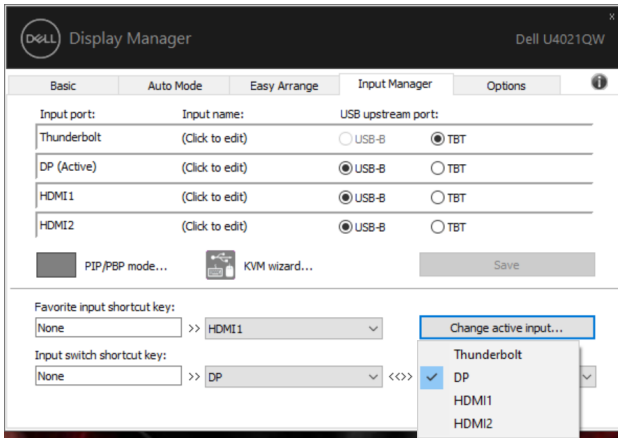 x
DELL Display Manager Dell U4021QW
Basic Auto Mode Easy Arrange Input Manager Options i
Input port: Input name: USB upstream port:
Thunderbolt (Click to edit) USB-B TBT
DP (Active) (Click to edit) USB-B TBT
HDMI1 (Click to edit) USB-B TBT
HDMI2 (Click to edit) USB-B TBT
PIP/PBP mode... KVM wizard... Save
Favorite input shortcut key:
None >> HDMI1 Change active input...
Input switch shortcut key:
None >> DP <<>>
Thunderbolt
DP
HDMI1
HDMI2